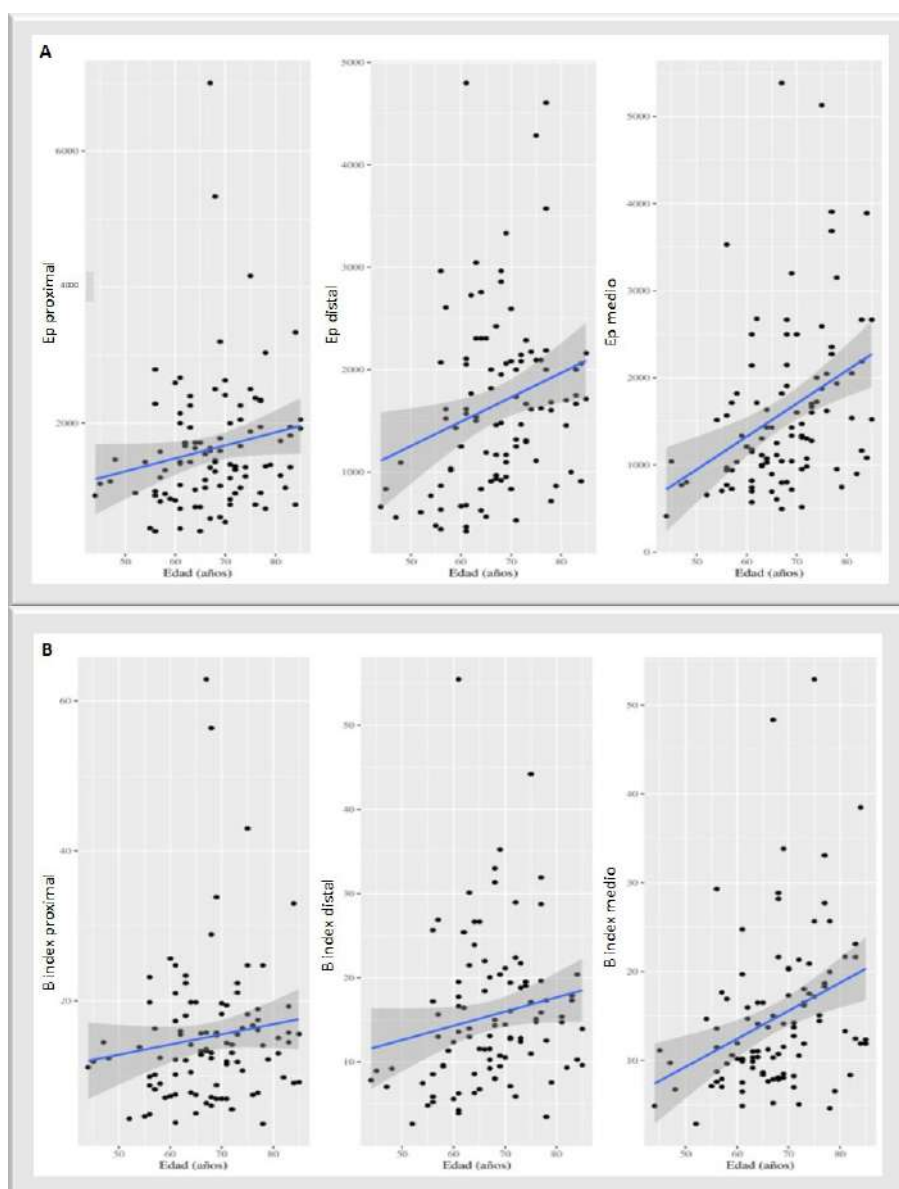 A
Ep proximal
6000
4000
2000
50 60 70 80
Edad (años)
Ep distal
5000
4000
3000
2000
1000
50 60 70 80
Edad (años)
Ep medio
5000
4000
3000
2000
1000
0
50 60 70 80
Edad (años)
B
B index proximal
60
40
20
50 60 70 80
Edad (años)
B index distal
50
40
30
20
10
50 60 70 80
Edad (años)
B index medio
50
40
30
20
10
50 60 70 80
Edad (años)